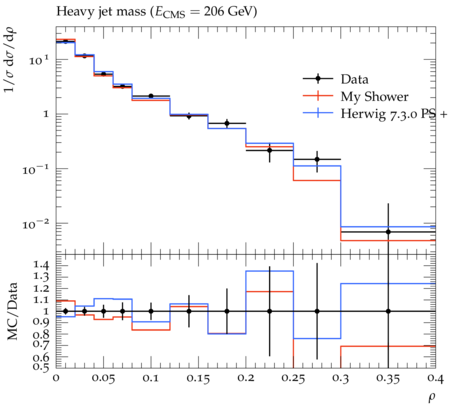 Heavy jet mass (E_CMS = 206 GeV)
1/σ dσ/dρ
10^1
1
10^−1
10^−2
Data
My Shower
Herwig 7.3.0 PS +
MC/Data
1.4
1.3
1.2
1.1
1
0.9
0.8
0.7
0.6
0.5
0 0.05 0.1 0.15 0.2 0.25 0.3 0.35 0.4
ρ